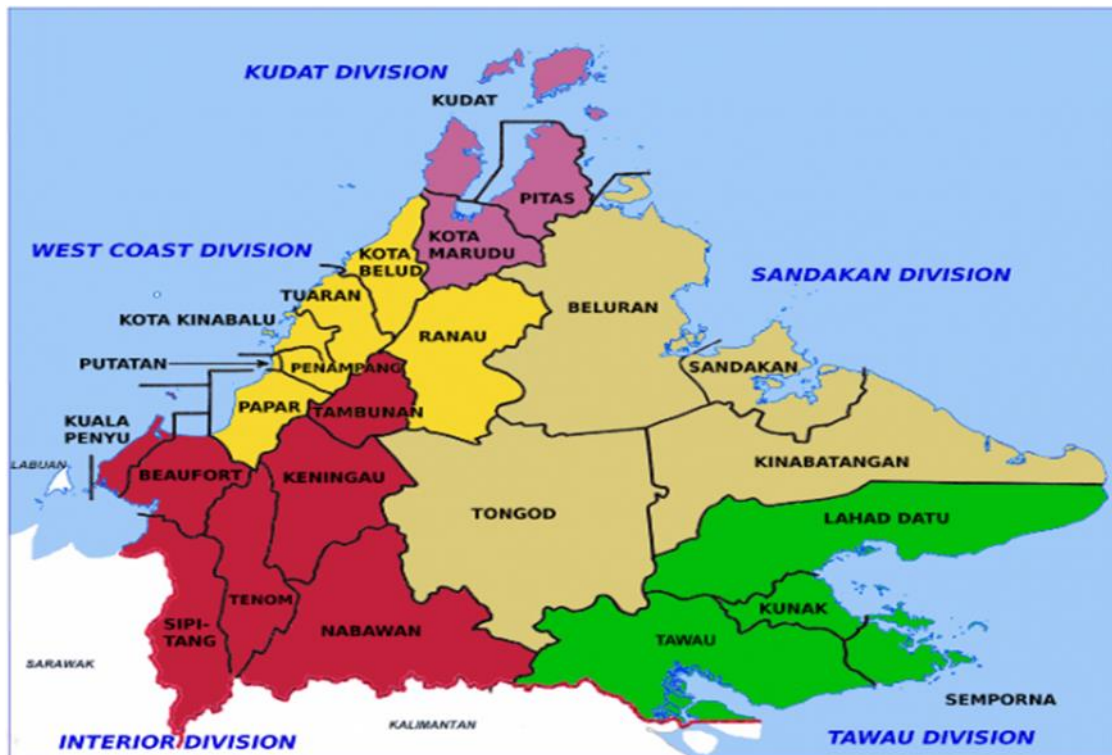 KUDAT DIVISION
KUDAT
PITAS
WEST COAST DIVISION
KOTA
MARUDU
KOTA
BELUD
SANDAKAN DIVISION
TUARAN
BELURAN
KOTA KINABALU
RANAU
PUTATAN
PENAMPANG
SANDAKAN
PAPAR
TAMBUNAN
KUALA
PENYU
LABUAN
BEAUFORT
KENINGAU
KINABATANGAN
TONGOD
LAHAD DATU
TENOM
KUNAK
SIPI-
TANG
NABAWAN
TAWAU
SARAWAK
SEMPORNA
KALIMANTAN
INTERIOR DIVISION
TAWAU DIVISION